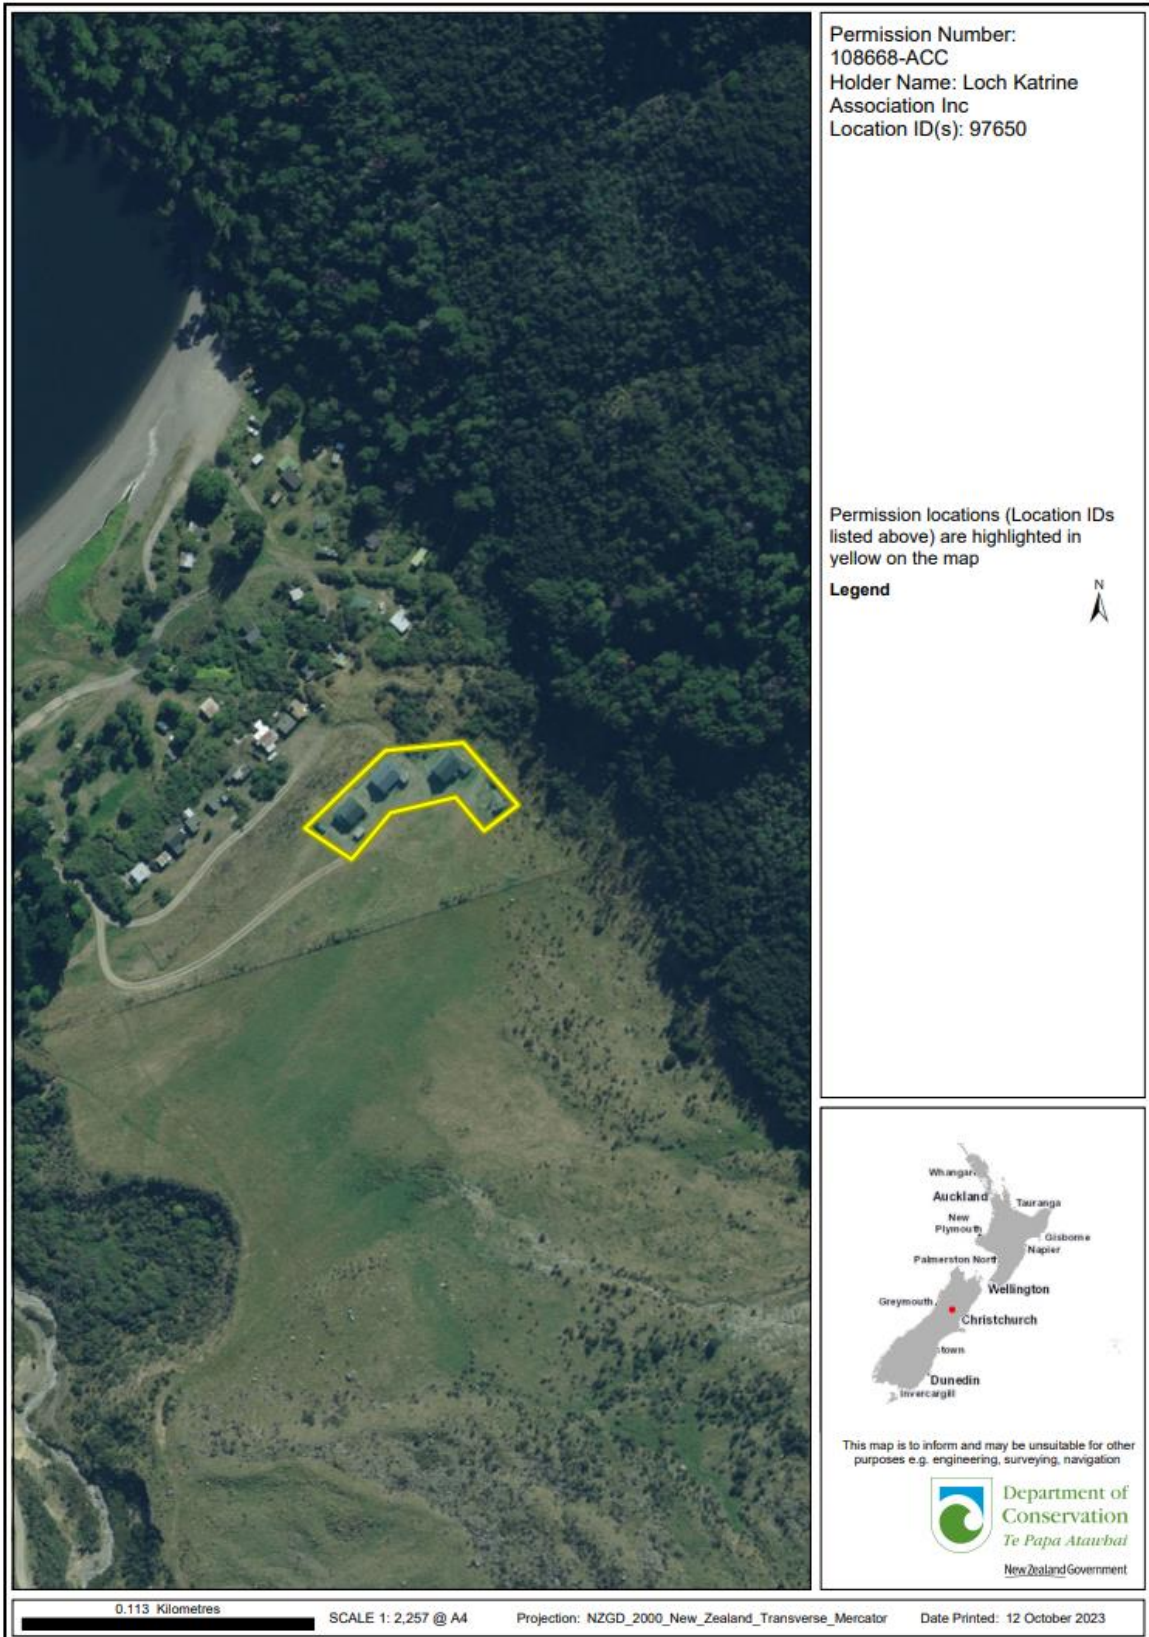 Permission Number:
108668-ACC
Holder Name: Loch Katrine
Association Inc
Location ID(s): 97650
Permission locations (Location IDs
listed above) are highlighted in
yellow on the map
Legend
N
Whangar
Auckland
Tauranga
New
Plymouth
Gisborne
Napier
Palmerston North
Wellington
Greymouth
Christchurch
town
Dunedin
Invercargill
This map is to inform and may be unsuitable for other
purposes e.g. engineering, surveying, navigation
Department of
Conservation
Te Papa Atawhai
New Zealand Government
0.113 Kilometres
SCALE 1: 2,257 @ A4
Projection: NZGD_2000_New_Zealand_Transverse_Mercator
Date Printed: 12 October 2023